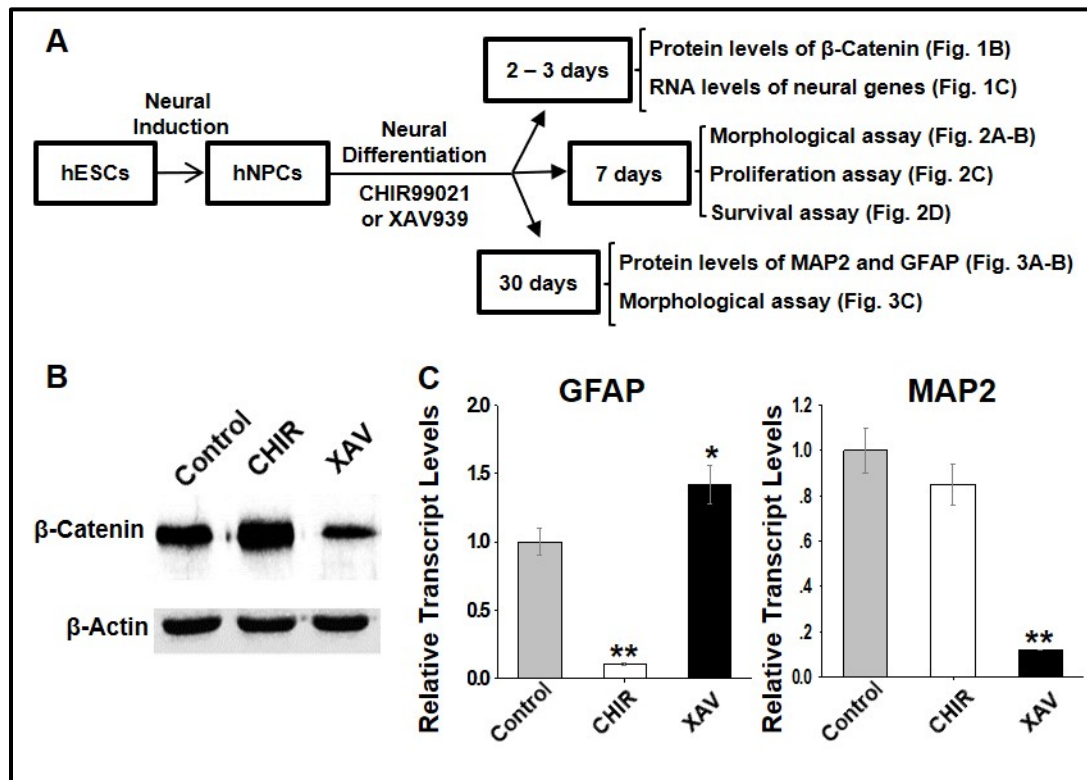 A
Neural
Induction
hESCs
hNPCs
Neural
Differentiation
CHIR99021
or XAV939
2 – 3 days
Protein levels of β-Catenin (Fig. 1B)
RNA levels of neural genes (Fig. 1C)
7 days
Morphological assay (Fig. 2A-B)
Proliferation assay (Fig. 2C)
Survival assay (Fig. 2D)
30 days
Protein levels of MAP2 and GFAP (Fig. 3A-B)
Morphological assay (Fig. 3C)
B
Control
CHIR
XAV
β-Catenin
β-Actin
C
GFAP
Relative Transcript Levels
2.0
1.5
1.0
0.5
0.0
**
*
Control
CHIR
XAV
MAP2
Relative Transcript Levels
1.2
1.0
.8
.6
.4
.2
0.0
**
Control
CHIR
XAV